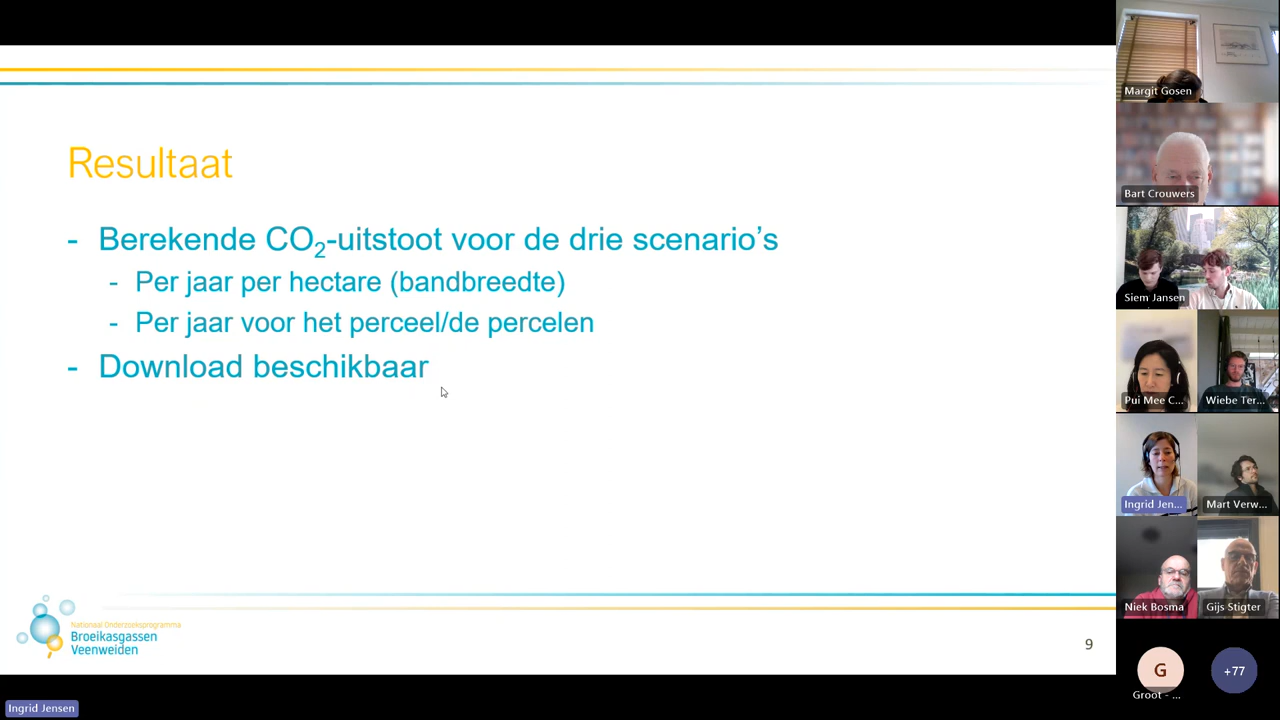 Resultaat
- Berekende CO₂-uitstoot voor de drie scenario's
- Per jaar per hectare (bandbreedte)
- Per jaar voor het perceel/de percelen
- Download beschikbaar
Nationaal Onderzoeksprogramma
Broeikasgassen
Veenweiden
9
Ingrid Jensen
Margit Gosen
Bart Crouwers
Siem Jansen
Pui Mee C...
Wiebe Ter...
Ingrid Jen...
Mart Verw...
Niek Bosma
Gijs Stigter
G
Groot - ...
+77